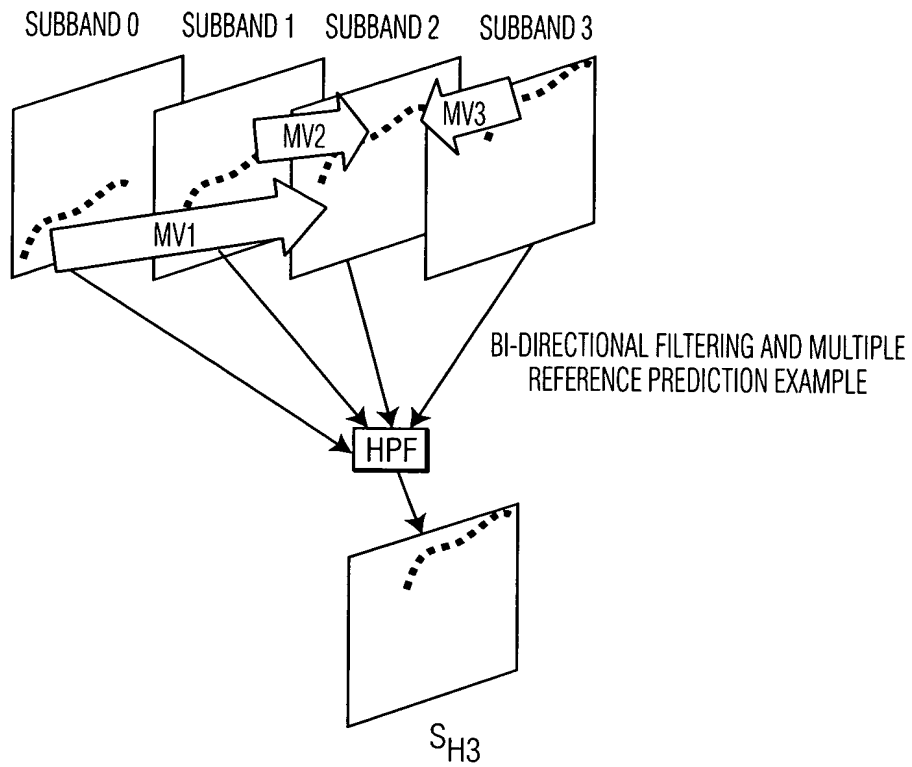 SUBBAND 0 SUBBAND 1 SUBBAND 2 SUBBAND 3
MV2
MV3
MV1
BI-DIRECTIONAL FILTERING AND MULTIPLE
REFERENCE PREDICTION EXAMPLE
HPF
SH3